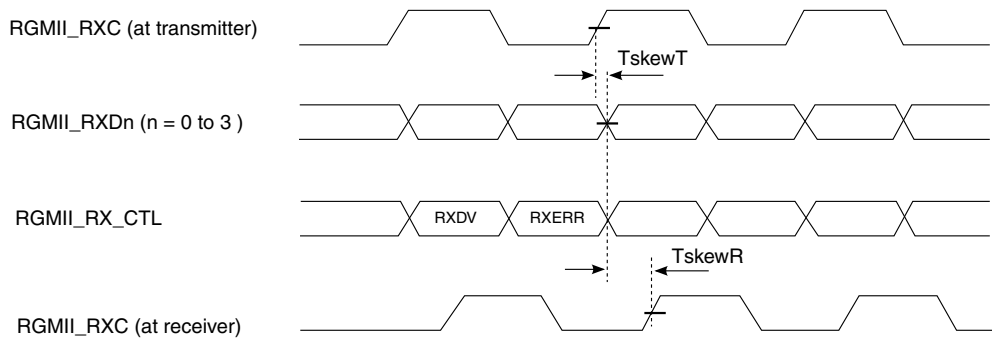 RGMII_RXC (at transmitter)
TskewT
RGMII_RXDn (n = 0 to 3 )
RGMII_RX_CTL
RXDV
RXERR
TskewR
RGMII_RXC (at receiver)